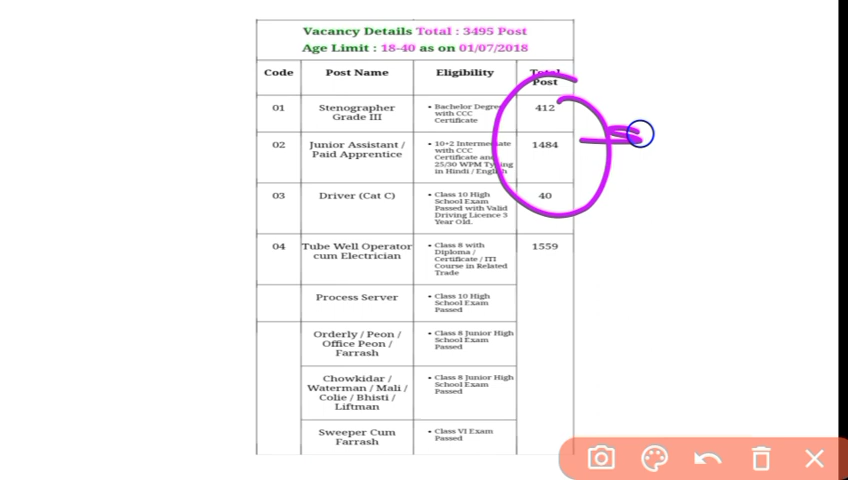 Vacancy Details Total : 3495 Post
Age Limit : 18-40 as on 01/07/2018
Code
Post Name
Eligibility
Total
Post
01
Stenographer
Grade III
• Bachelor Degree
with CCC
Certificate
412
02
Junior Assistant /
Paid Apprentice
• 10+2 Intermediate
with CCC
Certificate and
25/30 WPM Typing
in Hindi / English
1484
03
Driver (Cat C)
• Class 10 High
School Exam
Passed with Valid
Driving Licence 3
Year Old.
40
04
Tube Well Operator
cum Electrician
• Class 8 with
Diploma /
Certificate / ITI
Course in Related
Trade
1559
Process Server
• Class 10 High
School Exam
Passed
Orderly / Peon /
Office Peon /
Farrash
• Class 8 Junior High
School Exam
Passed
Chowkidar /
Waterman / Mali /
Colie / Bhisti /
Liftman
• Class 8 Junior High
School Exam
Passed
Sweeper Cum
Farrash
• Class VI Exam
Passed